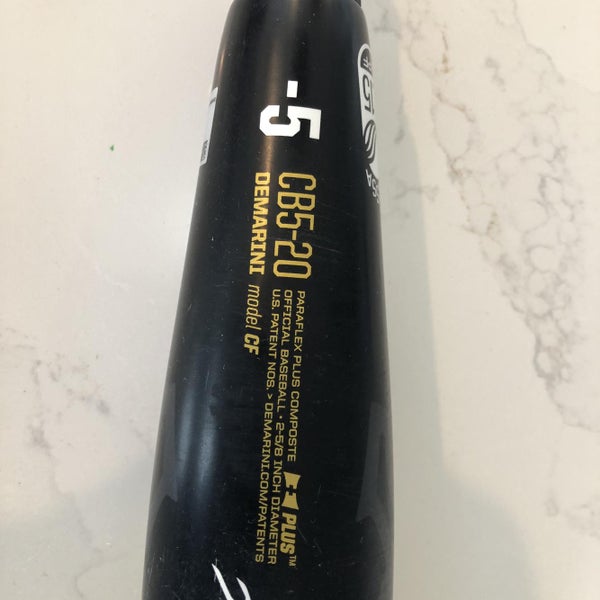 -5
CB5-20
DEMARINI model CF
PARAFLEX PLUS COMPOSTE
OFFICIAL BASEBALL • 2-5/8 INCH DIAMETER
U.S. PATENT NOS. > DEMARINI.COM/PATENTS
PLUS™